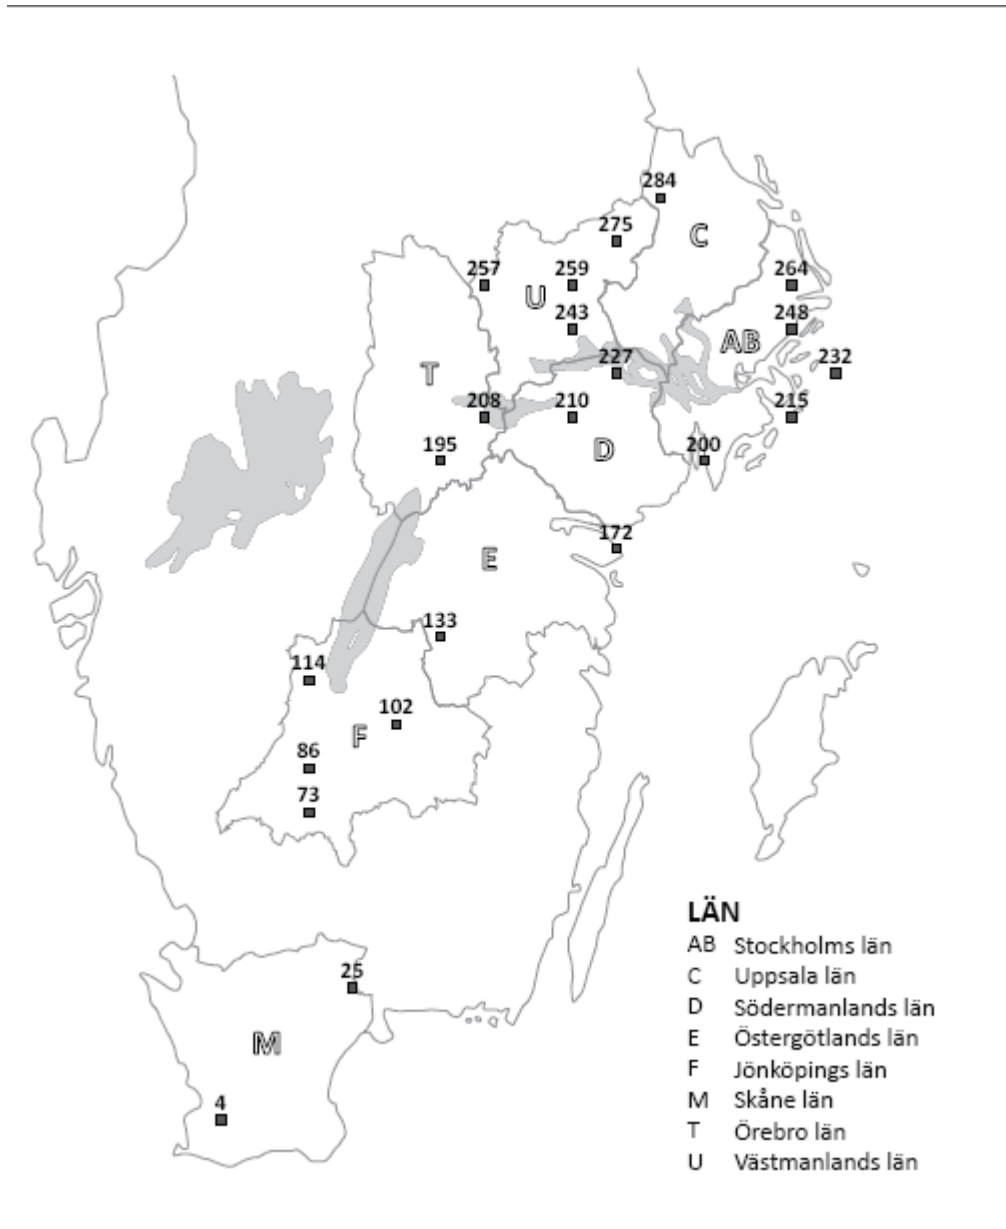 284
275
C
257
259
264
U
243
248
AB
227
232
T
208
210
215
195
D
200
172
E
133
114
102
F
86
73
LÄN
AB Stockholms län
C Uppsala län
25
D Södermanlands län
E Östergötlands län
M
F Jönköpings län
M Skåne län
4
T Örebro län
U Västmanlands län